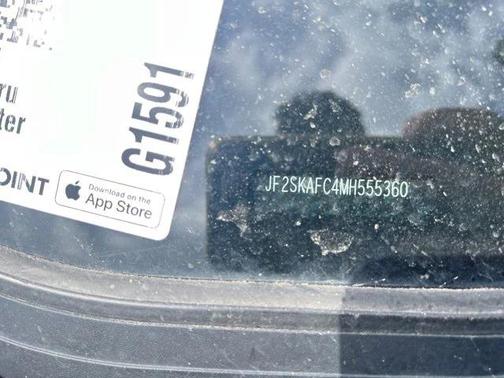 ru
ter
G1591
OINT
Download on the
App Store
JF2SKAFC4MH555360